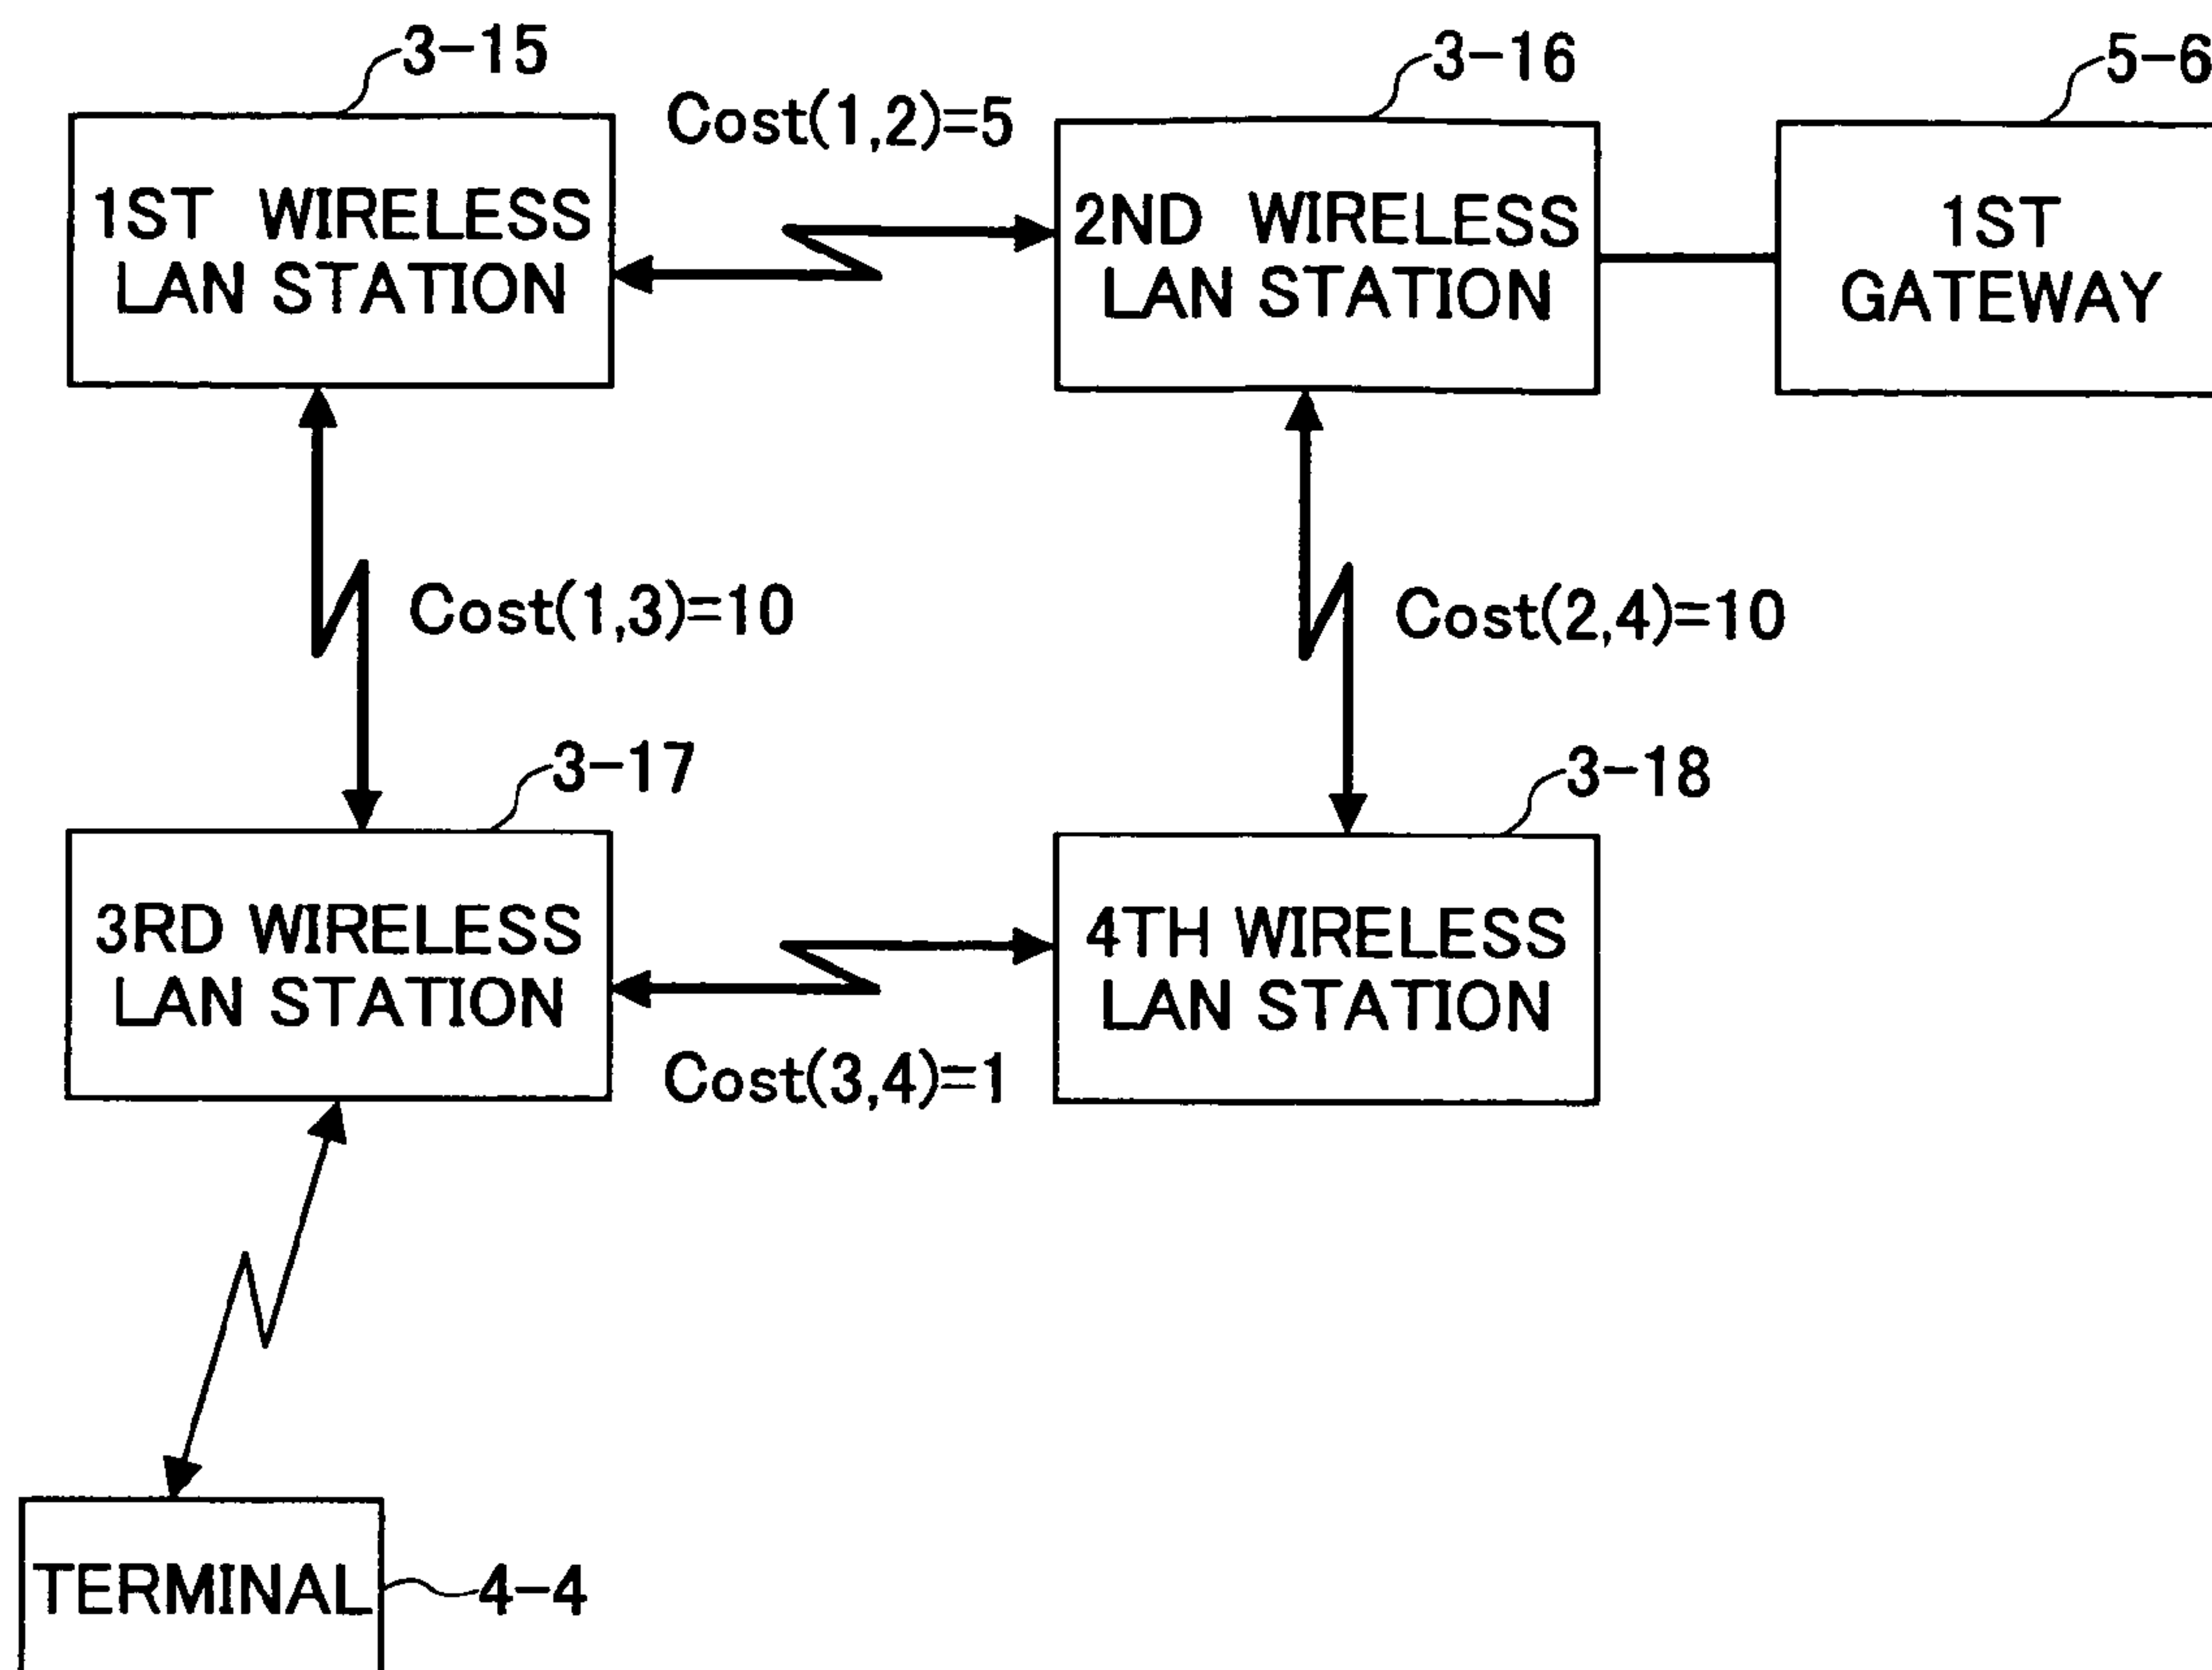 3-15
3-16
5-6
Cost(1,2)=5
1ST WIRELESS
LAN STATION
2ND WIRELESS
LAN STATION
1ST
GATEWAY
Cost(1,3)=10
Cost(2,4)=10
3-17
3-18
3RD WIRELESS
LAN STATION
4TH WIRELESS
LAN STATION
Cost(3,4)=1
TERMINAL
4-4